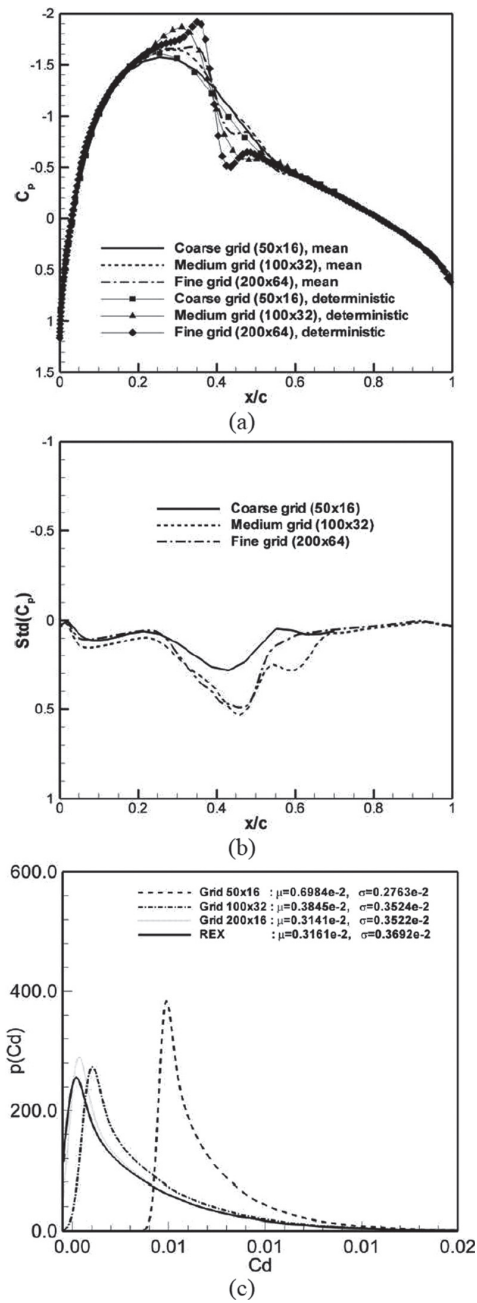 -2
-1.5
-1
-0.5
0
0.5
1
1.5
Cp
Coarse grid (50x16), mean
Medium grid (100x32), mean
Fine grid (200x64), mean
Coarse grid (50x16), deterministic
Medium grid (100x32), deterministic
Fine grid (200x64), deterministic
0 0.2 0.4 0.6 0.8 1
x/c
(a)
-1
-0.5
0
0.5
1
Std(Cp)
Coarse grid (50x16)
Medium grid (100x32)
Fine grid (200x64)
0 0.2 0.4 0.6 0.8 1
x/c
(b)
600.0
400.0
200.0
0.0
p(Cd)
Grid 50x16 : μ=0.6984e-2, σ=0.2763e-2
Grid 100x32 : μ=0.3845e-2, σ=0.3524e-2
Grid 200x16 : μ=0.3141e-2, σ=0.3522e-2
REX : μ=0.3161e-2, σ=0.3692e-2
0.00 0.01 0.01 0.02
Cd
(c)